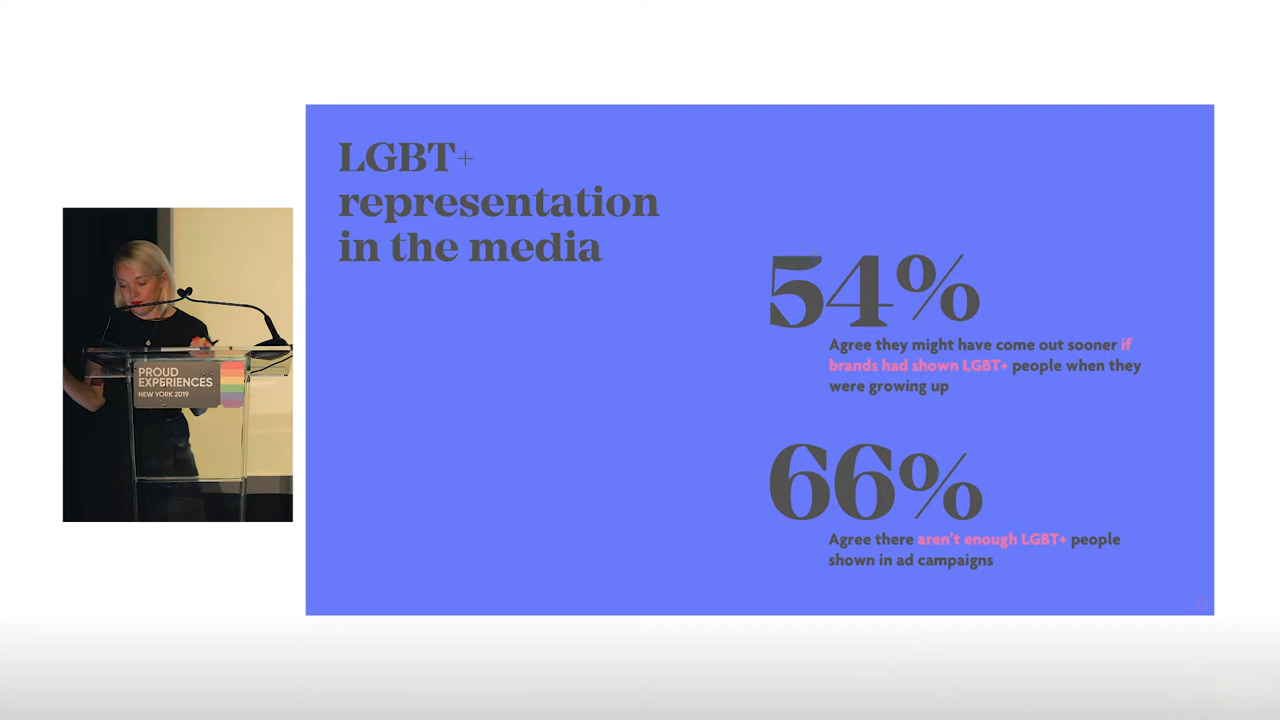 LGBT+
representation
in the media
54%
Agree they might have come out sooner if
brands had shown LGBT+ people when they
were growing up
66%
Agree there aren't enough LGBT+ people
shown in ad campaigns
PROUD
EXPERIENCES
NEW YORK 2019